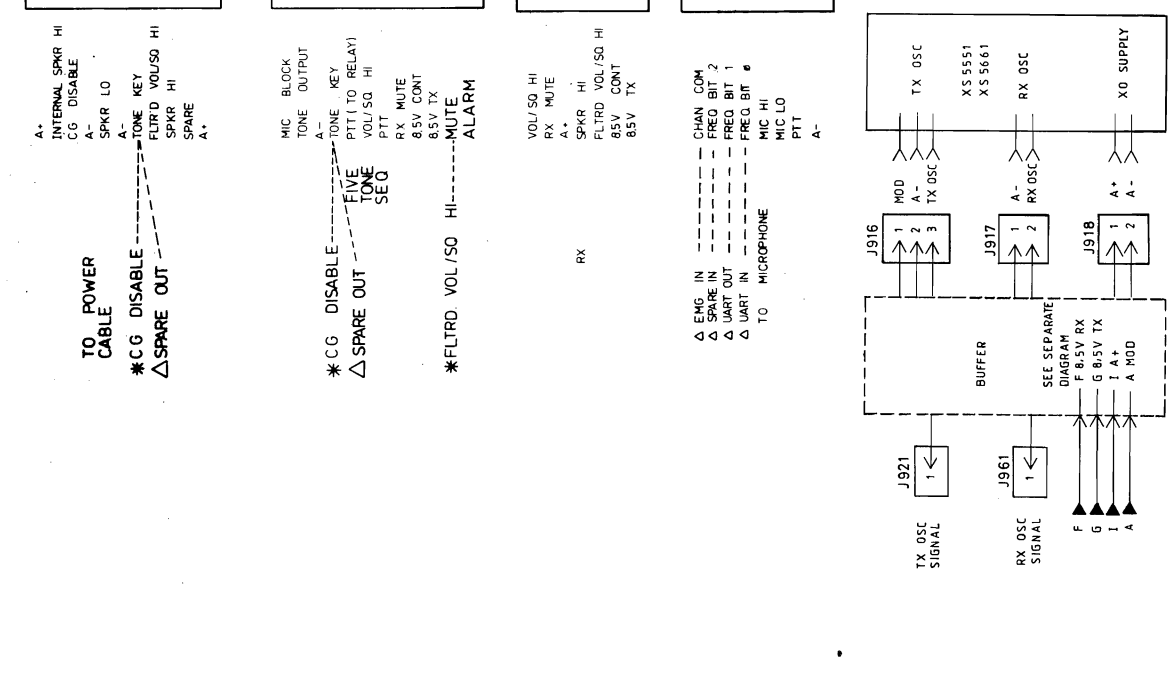 A+
INTERNAL SPKR HI
CG DISABLE
A-
SPKR LO
A-
TONE KEY
FLTRD VOL/SQ HI
SPKR HI
SPARE
A+
TO POWER
CABLE
*CG DISABLE
△SPARE OUT
MIC BLOCK
TONE OUTPUT
A-
TONE KEY
PTT (TO RELAY)
VOL/SQ HI
PTT
RX MUTE
8.5V CONT
8.5V TX
MUTE
ALARM
FIVE
TONE
SEQ
*CG DISABLE
△SPARE OUT
*FLTRD. VOL/SQ HI
VOL/SQ HI
RX MUTE
A+
SPKR HI
FLTRD VOL/SQ HI
8.5V CONT
8.5V TX
RX
△ EMG IN CHAN COM
△ SPARE IN FREQ BIT 2
△ UART OUT FREQ BIT 1
△ UART IN FREQ BIT 0
TO MICROPHONE
MIC HI
MIC LO
PTT
A-
TX OSC
XS5551
XS5661
RX OSC
XO SUPPLY
MOD
A-
TX OSC
A-
RX OSC
A+
A-
J916
1
2
3
J917
1
2
J918
1
2
BUFFER
SEE SEPARATE
DIAGRAM
F 8,5V RX
G 8,5V TX
I A+
A MOD
J921
1
J961
1
TX OSC
SIGNAL
RX OSC
SIGNAL
F
G
I
A